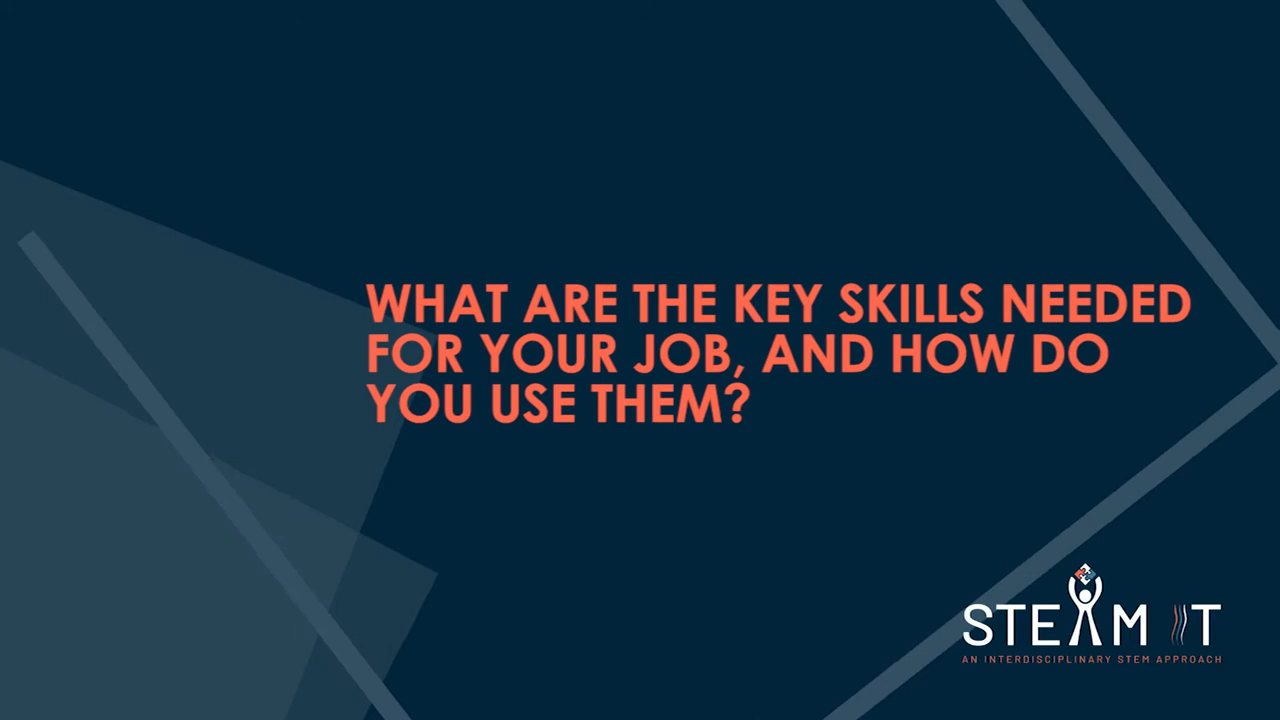 WHAT ARE THE KEY SKILLS NEEDED
FOR YOUR JOB, AND HOW DO
YOU USE THEM?
STEAM IT
AN INTERDISCIPLINARY STEM APPROACH